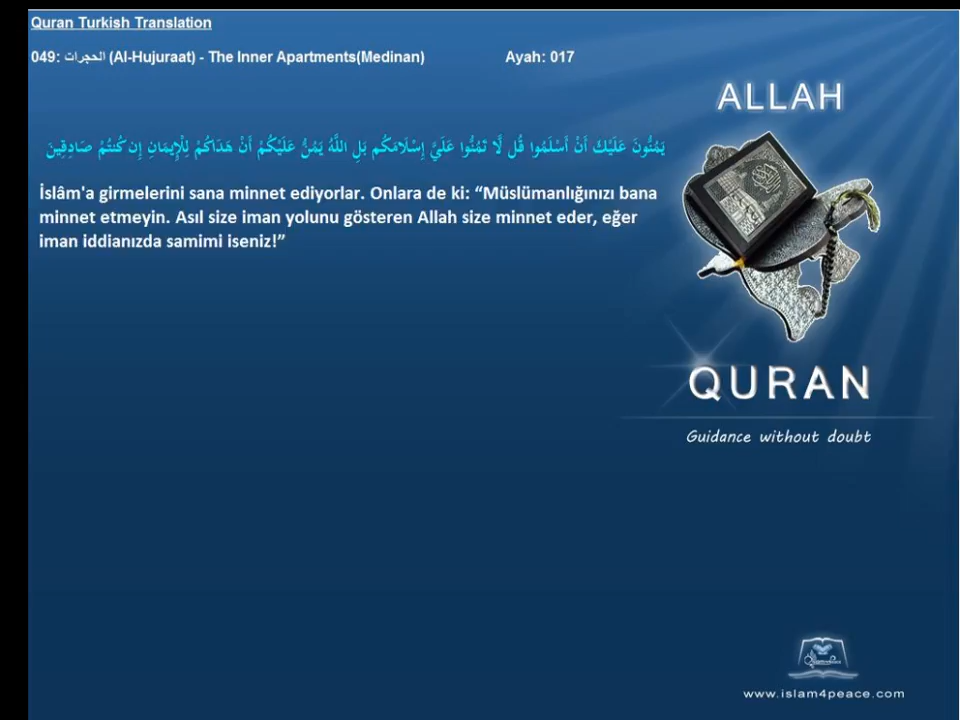 Quran Turkish Translation
049: الحجرات (Al-Hujuraat) - The Inner Apartments(Medinan) Ayah: 017
ALLAH
يَمُنُّونَ عَلَيْكَ أَنْ أَسْلَمُوا قُل لَّا تَمُنُّوا عَلَيَّ إِسْلَامَكُم بَلِ اللَّهُ يَمُنُّ عَلَيْكُمْ أَنْ هَدَاكُمْ لِلْإِيمَانِ إِن كُنتُمْ صَادِقِينَ
İslâm'a girmelerini sana minnet ediyorlar. Onlara de ki: “Müslümanlığınızı bana
minnet etmeyin. Asıl size iman yolunu gösteren Allah size minnet eder, eğer
iman iddianızda samimi iseniz!”
QURAN
Guidance without doubt
www.islam4peace.com